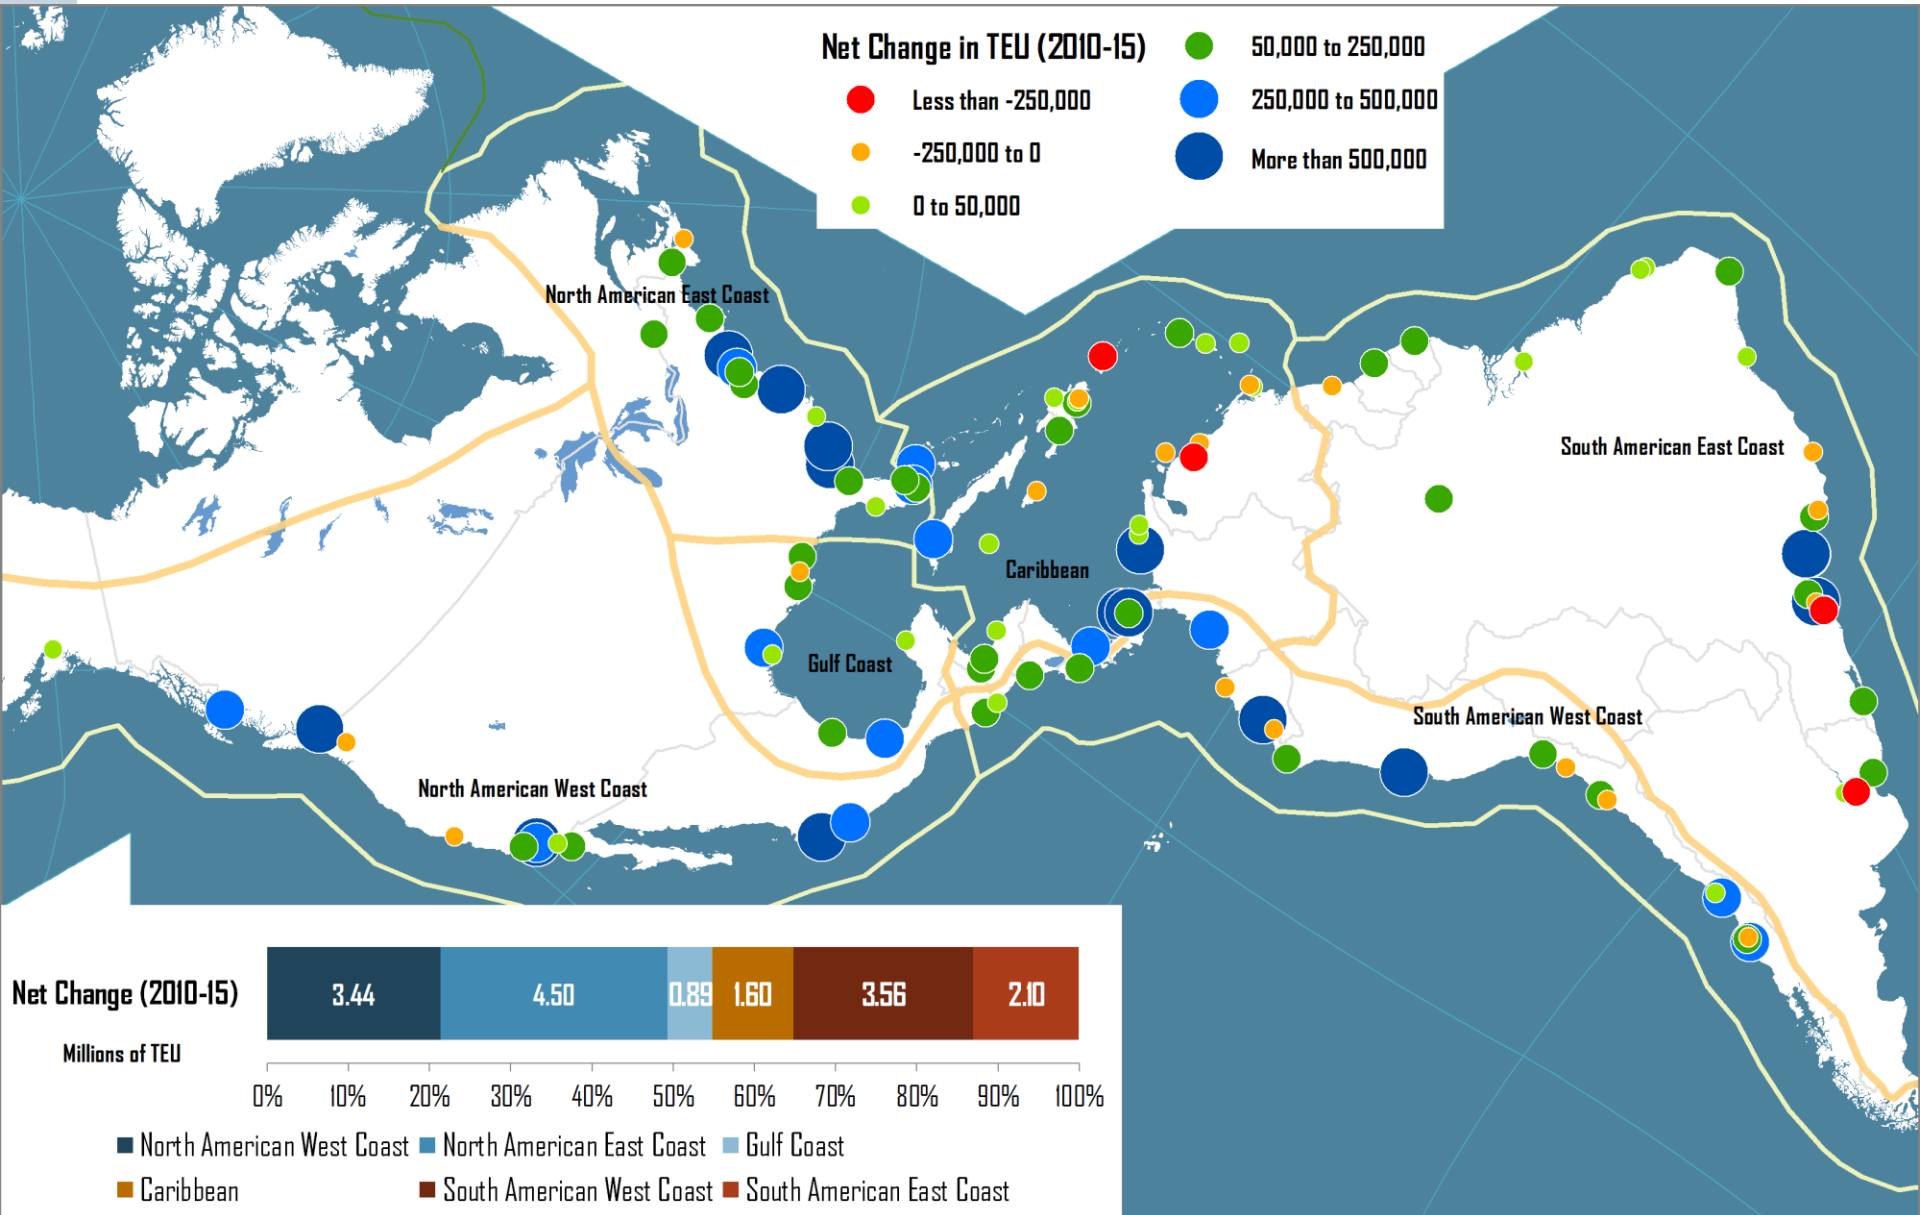 Net Change in TEU (2010-15)
Less than -250,000
-250,000 to 0
0 to 50,000
50,000 to 250,000
250,000 to 500,000
More than 500,000
North American East Coast
South American East Coast
Caribbean
Gulf Coast
South American West Coast
North American West Coast
Net Change (2010-15)
Millions of TEU
3.44 4.50 0.89 1.60 3.56 2.10
0% 10% 20% 30% 40% 50% 60% 70% 80% 90% 100%
North American West Coast North American East Coast Gulf Coast
Caribbean South American West Coast South American East Coast